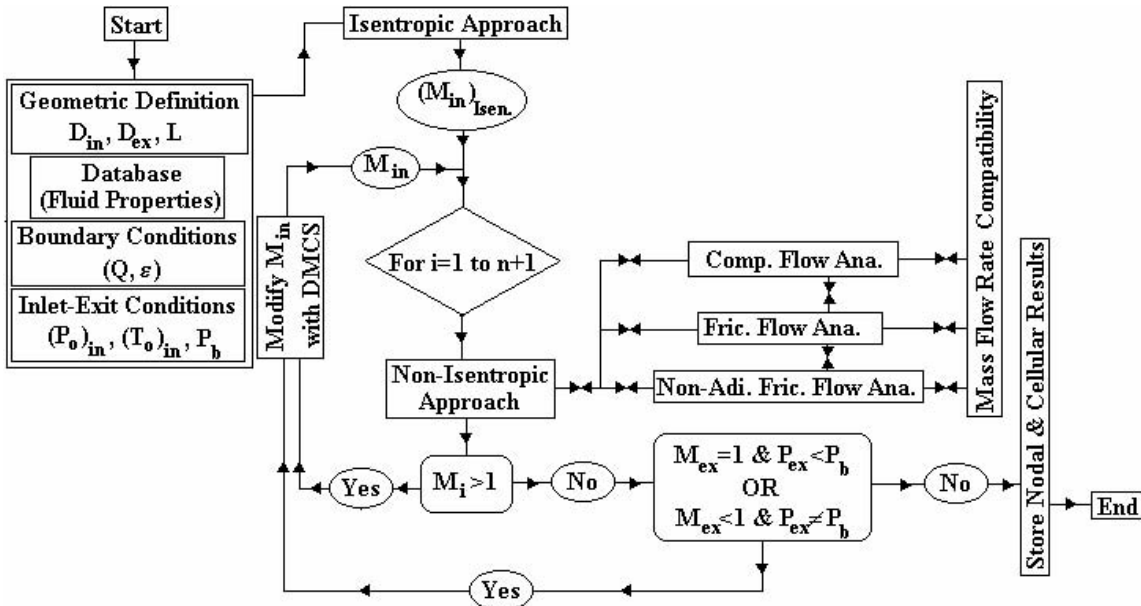 Start
Isentropic Approach
Geometric Definition
D_in, D_ex, L
Database
(Fluid Properties)
Boundary Conditions
(Q, ε)
Inlet-Exit Conditions
(P_o)_in, (T_o)_in, P_b
(M_in)_Isen.
M_in
Modify M_in
with DMCS
For i=1 to n+1
Non-Isentropic
Approach
Comp. Flow Ana.
Fric. Flow Ana.
Non-Adi. Fric. Flow Ana.
Mass Flow Rate Compatibility
M_i>1
Yes
No
M_ex=1 & P_ex<P_b
OR
M_ex<1 & P_ex≠P_b
No
Yes
Store Nodal & Cellular Results
End